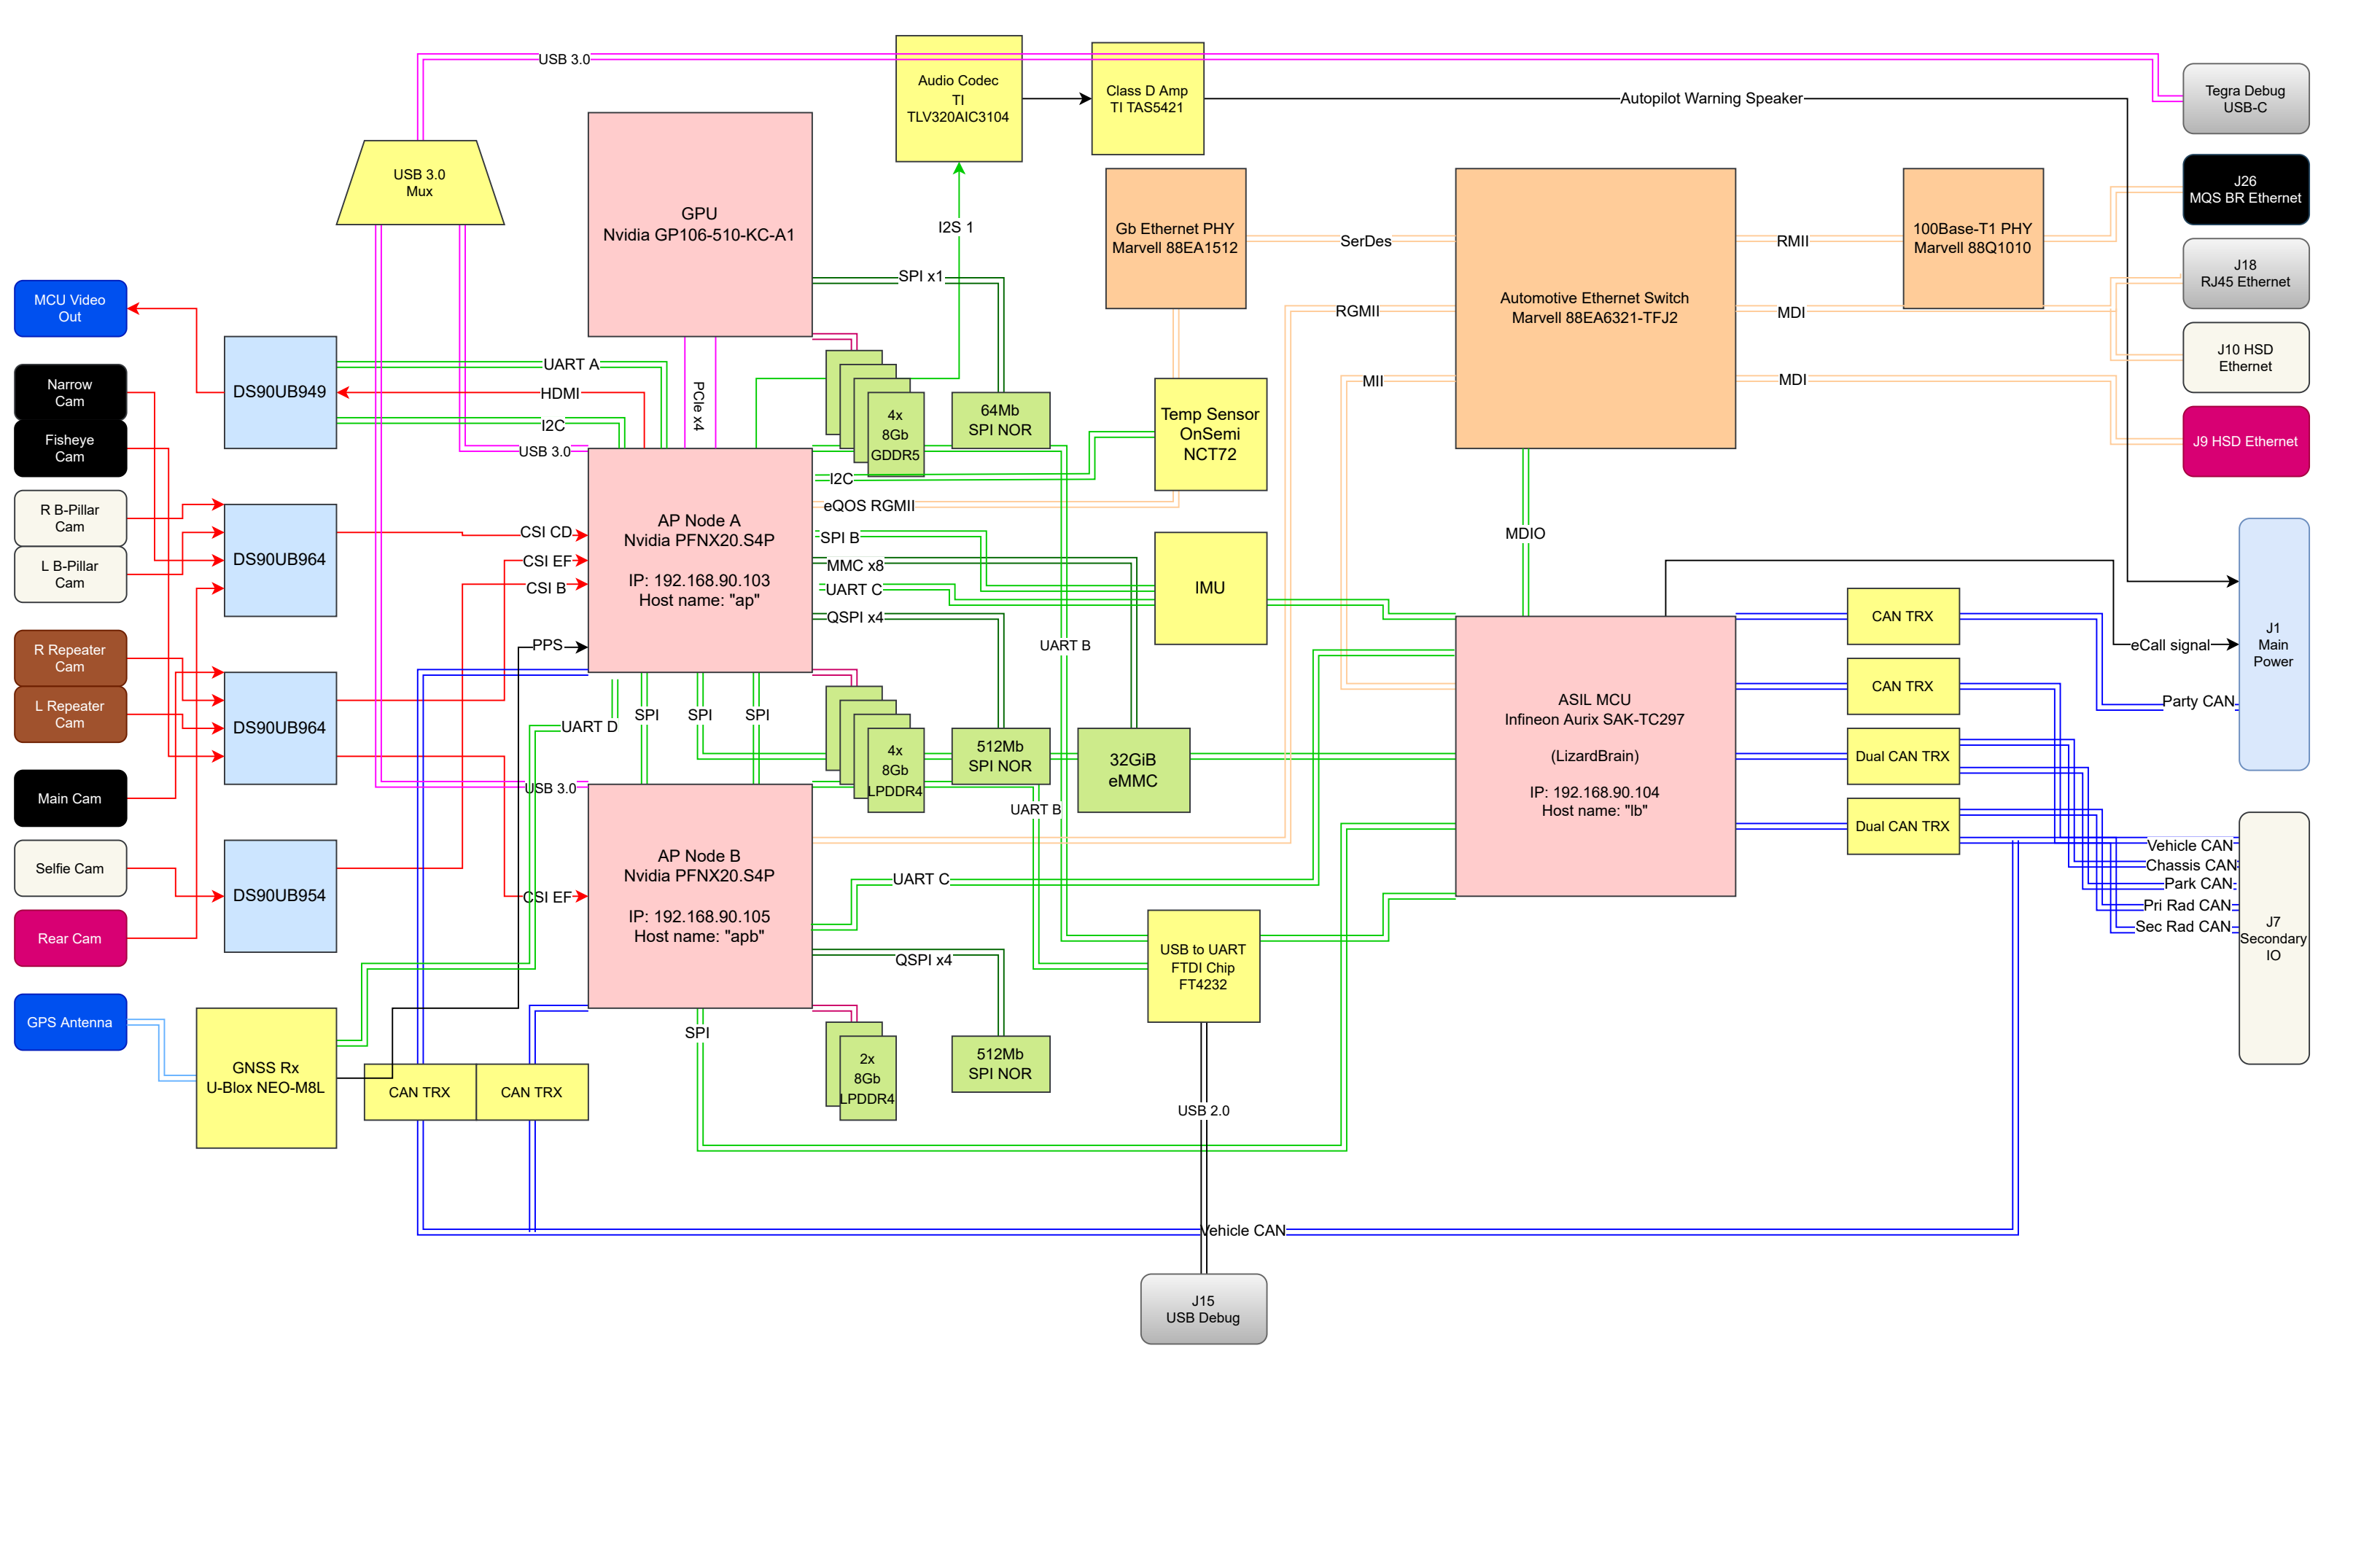 USB 3.0
Audio Codec
TI
TLV320AIC3104
Class D Amp
TI TAS5421
Autopilot Warning Speaker
Tegra Debug
USB-C
USB 3.0
Mux
GPU
Nvidia GP106-510-KC-A1
I2S 1
Gb Ethernet PHY
Marvell 88EA1512
SerDes
Automotive Ethernet Switch
Marvell 88EA6321-TFJ2
RMII
100Base-T1 PHY
Marvell 88Q1010
J26
MQS BR Ethernet
J18
RJ45 Ethernet
J10 HSD
Ethernet
J9 HSD Ethernet
SPI x1
RGMII
MDI
MII
MDI
MCU Video
Out
DS90UB949
UART A
HDMI
I2C
USB 3.0
PCIe x4
4x
8Gb
GDDR5
64Mb
SPI NOR
Temp Sensor
OnSemi
NCT72
Narrow
Cam
Fisheye
Cam
R B-Pillar
Cam
L B-Pillar
Cam
DS90UB964
CSI CD
CSI EF
CSI B
PPS
AP Node A
Nvidia PFNX20.S4P
IP: 192.168.90.103
Host name: "ap"
I2C
eQOS RGMII
SPI B
MMC x8
UART C
QSPI x4
IMU
MDIO
UART B
R Repeater
Cam
L Repeater
Cam
DS90UB964
UART D
SPI
SPI
SPI
4x
8Gb
LPDDR4
512Mb
SPI NOR
32GiB
eMMC
ASIL MCU
Infineon Aurix SAK-TC297
(LizardBrain)
IP: 192.168.90.104
Host name: "lb"
CAN TRX
CAN TRX
Dual CAN TRX
Dual CAN TRX
eCall signal
Party CAN
J1
Main
Power
Main Cam
USB 3.0
UART B
Selfie Cam
DS90UB954
Rear Cam
CSI EF
AP Node B
Nvidia PFNX20.S4P
IP: 192.168.90.105
Host name: "apb"
UART C
QSPI x4
USB to UART
FTDI Chip
FT4232
Vehicle CAN
Chassis CAN
Park CAN
Pri Rad CAN
Sec Rad CAN
J7
Secondary
IO
GPS Antenna
GNSS Rx
U-Blox NEO-M8L
CAN TRX
CAN TRX
SPI
2x
8Gb
LPDDR4
512Mb
SPI NOR
USB 2.0
Vehicle CAN
J15
USB Debug